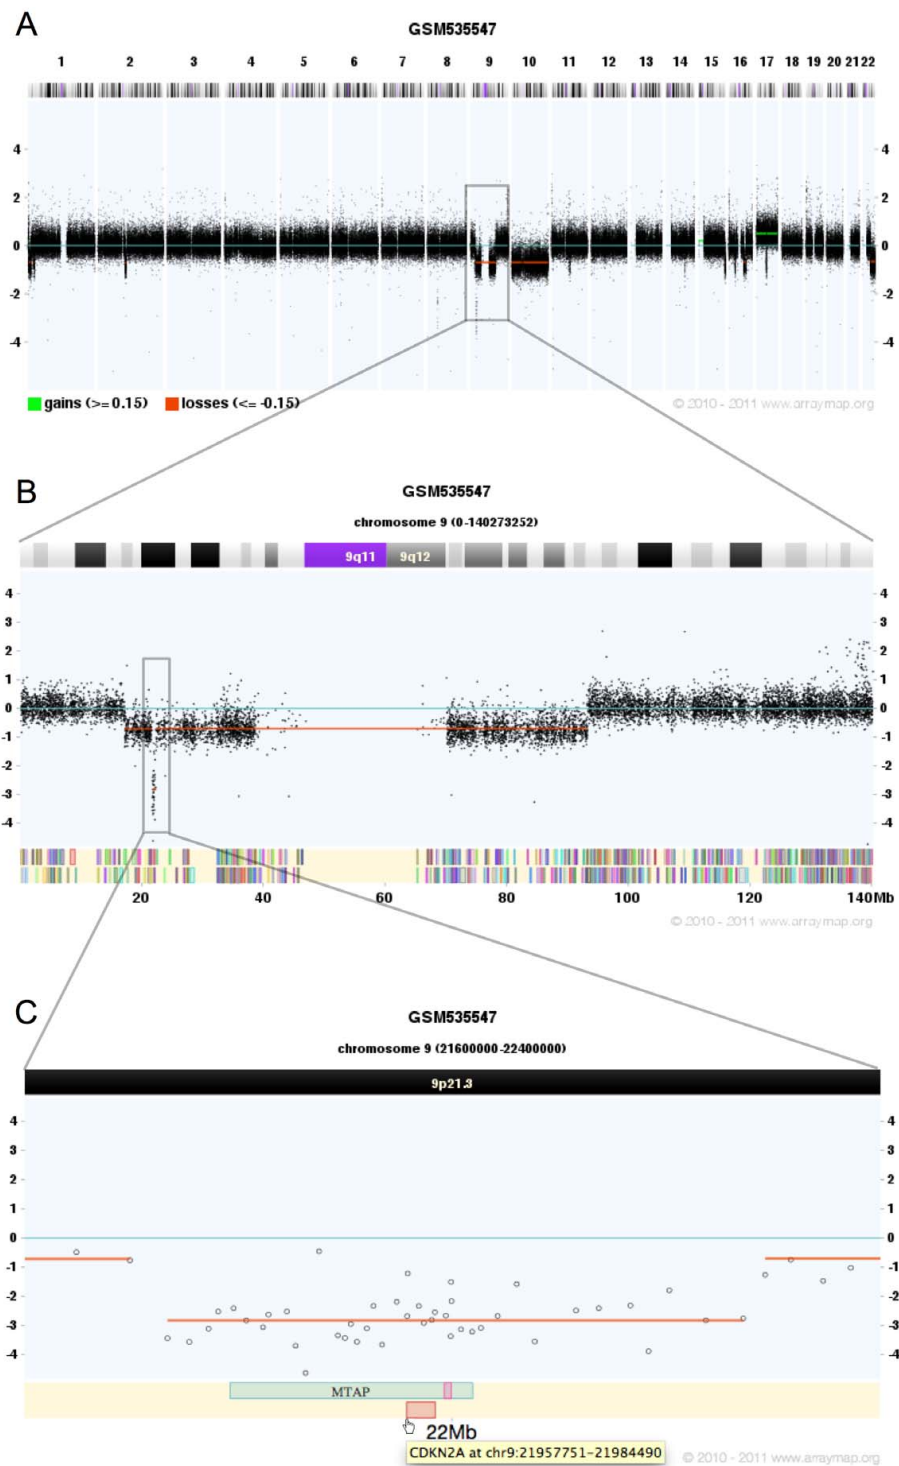 A
GSM535547
1 2 3 4 5 6 7 8 9 10 11 12 13 14 15 16 17 18 19 20 21 22
4 4
2 2
0 0
-2 -2
-4 -4
gains (>= 0.15) losses (<= -0.15) © 2010 - 2011 www.arraymap.org
B
GSM535547
chromosome 9 (0-140273252)
9q11 9q12
4 4
3 3
2 2
1 1
0 0
-1 -1
-2 -2
-3 -3
-4 -4
20 40 60 80 100 120 140Mb
© 2010 - 2011 www.arraymap.org
C
GSM535547
chromosome 9 (21600000-22400000)
9p21.3
4 4
3 3
2 2
1 1
0 0
-1 -1
-2 -2
-3 -3
-4 -4
MTAP
22Mb
CDKN2A at chr9:21957751-21984490
© 2010 - 2011 www.arraymap.org